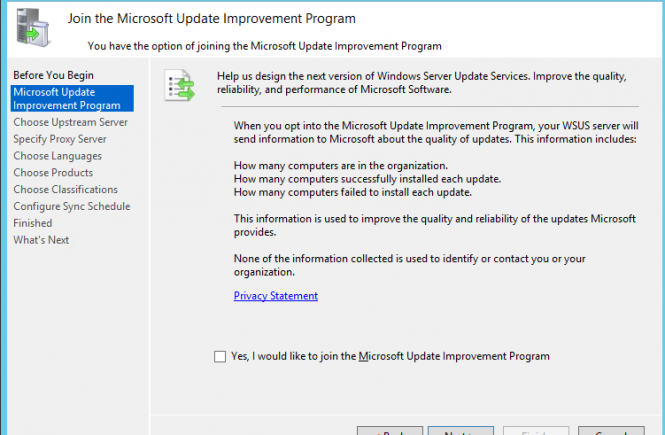 Join the Microsoft Update Improvement Program
You have the option of joining the Microsoft Update Improvement Program
Before You Begin
Microsoft Update
Improvement Program
Choose Upstream Server
Specify Proxy Server
Choose Languages
Choose Products
Choose Classifications
Configure Sync Schedule
Finished
What's Next
Help us design the next version of Windows Server Update Services. Improve the quality,
reliability, and performance of Microsoft Software.
When you opt into the Microsoft Update Improvement Program, your WSUS server will
send information to Microsoft about the quality of updates. This information includes:
How many computers are in the organization.
How many computers successfully installed each update.
How many computers failed to install each update.
This information is used to improve the quality and reliability of the updates Microsoft
provides.
None of the information collected is used to identify or contact you or your
organization.
Privacy Statement
Yes, I would like to join the Microsoft Update Improvement Program